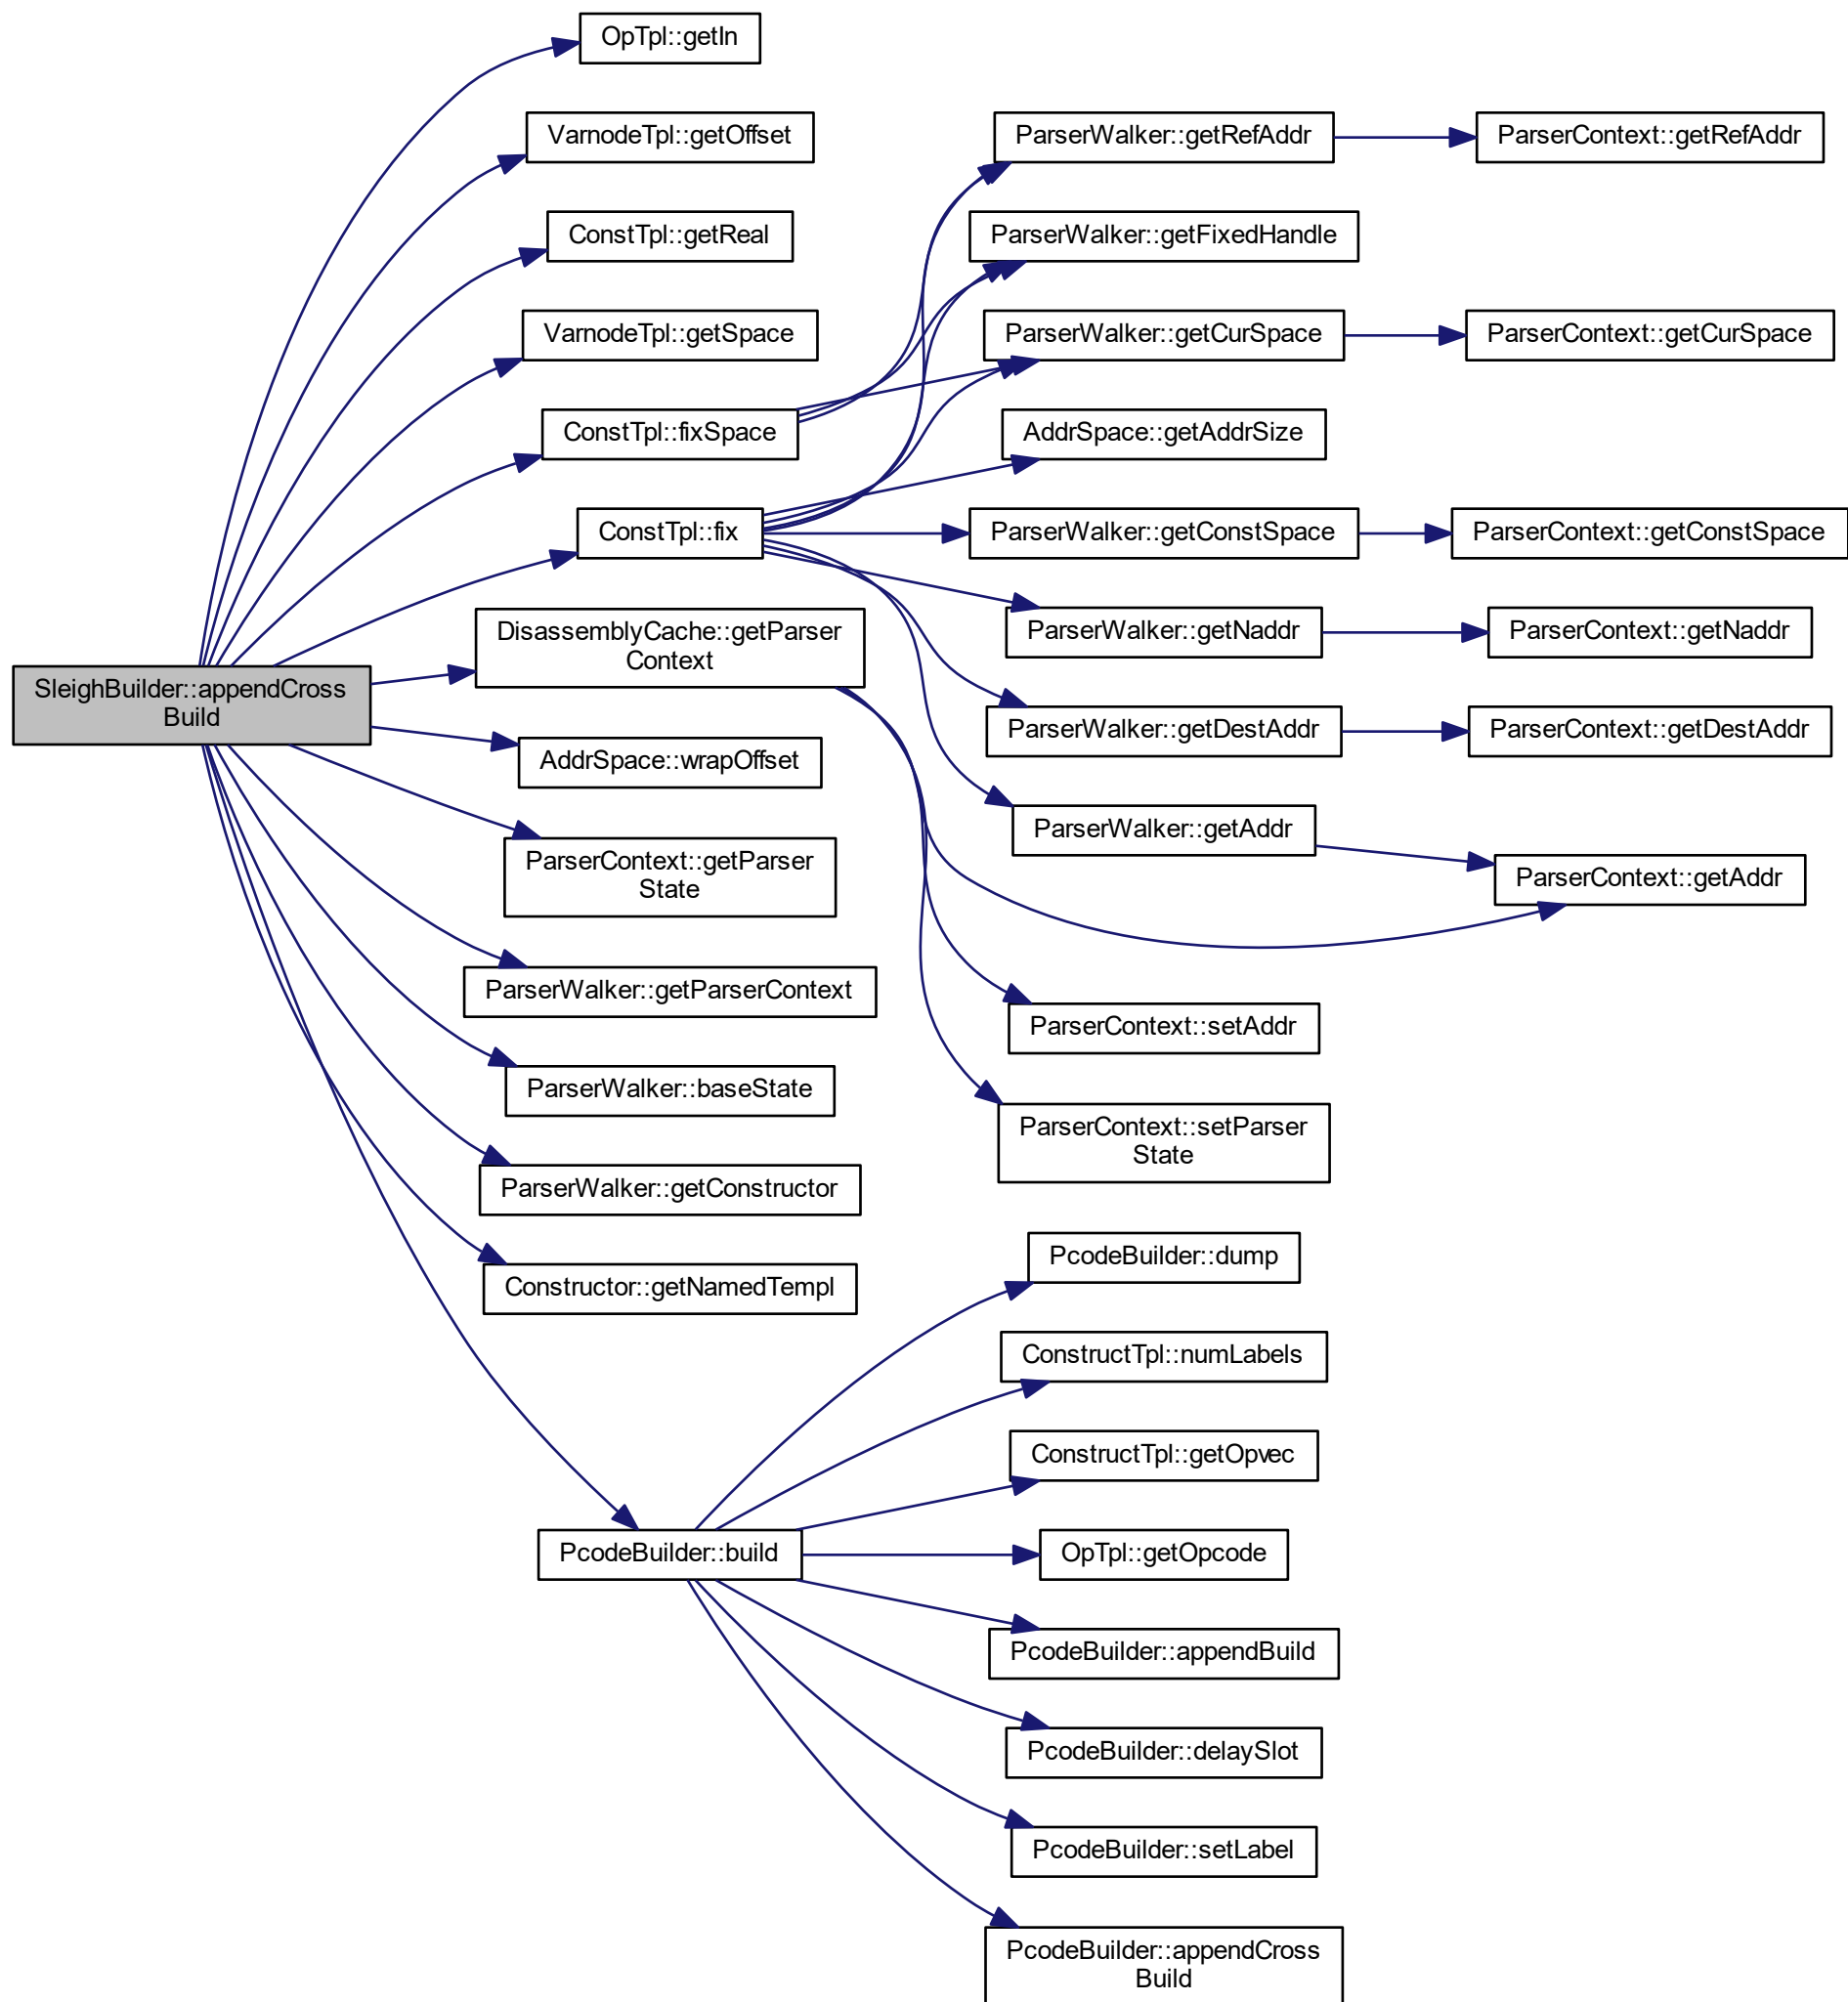 OpTpl::getIn
VarnodeTpl::getOffset
ParserWalker::getRefAddr
ParserContext::getRefAddr
ConstTpl::getReal
ParserWalker::getFixedHandle
VarnodeTpl::getSpace
ParserWalker::getCurSpace
ParserContext::getCurSpace
ConstTpl::fixSpace
AddrSpace::getAddrSize
ConstTpl::fix
ParserWalker::getConstSpace
ParserContext::getConstSpace
DisassemblyCache::getParser
Context
ParserWalker::getNaddr
ParserContext::getNaddr
SleighBuilder::appendCross
Build
ParserWalker::getDestAddr
ParserContext::getDestAddr
AddrSpace::wrapOffset
ParserWalker::getAddr
ParserContext::getAddr
ParserContext::getParser
State
ParserWalker::getParserContext
ParserContext::setAddr
ParserWalker::baseState
ParserContext::setParser
State
ParserWalker::getConstructor
Constructor::getNamedTempl
PcodeBuilder::dump
ConstructTpl::numLabels
ConstructTpl::getOpvec
PcodeBuilder::build
OpTpl::getOpcode
PcodeBuilder::appendBuild
PcodeBuilder::delaySlot
PcodeBuilder::setLabel
PcodeBuilder::appendCross
Build